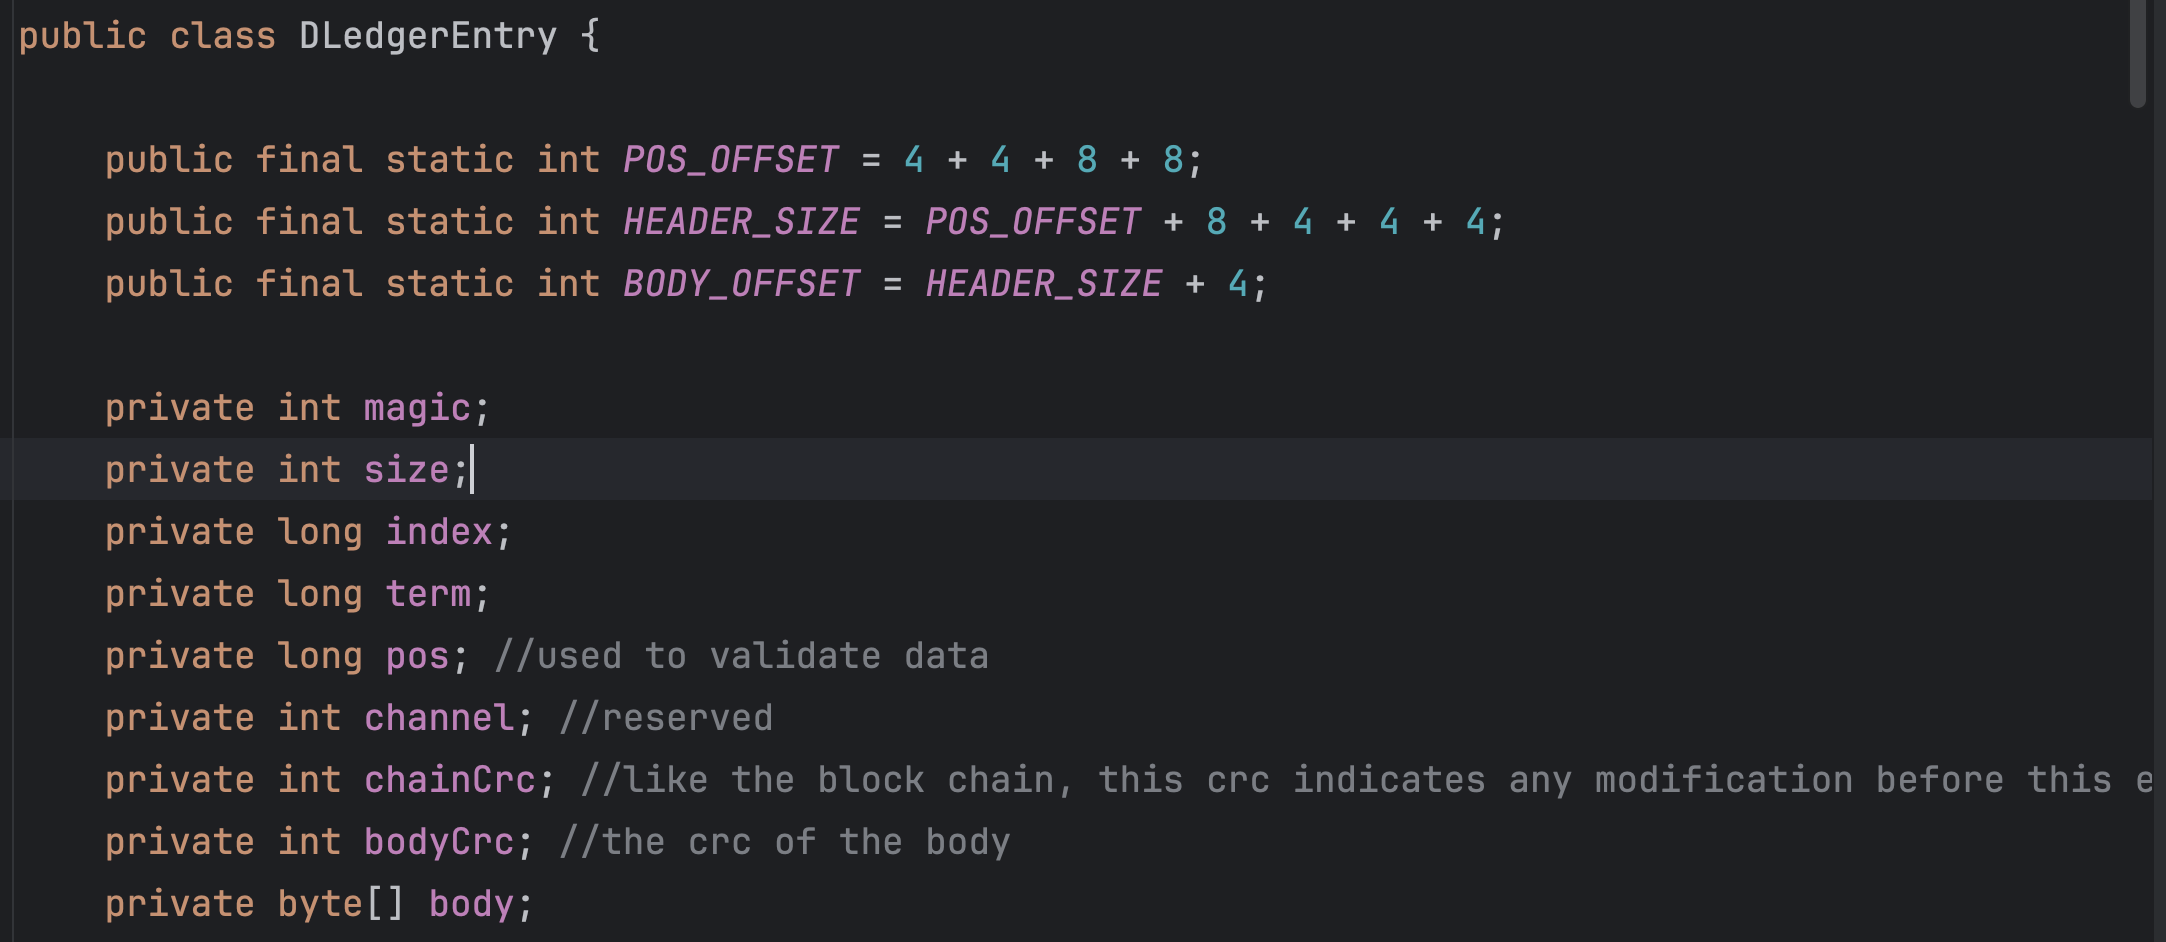 public class DLedgerEntry {
public final static int POS_OFFSET = 4 + 4 + 8 + 8;
public final static int HEADER_SIZE = POS_OFFSET + 8 + 4 + 4 + 4;
public final static int BODY_OFFSET = HEADER_SIZE + 4;
private int magic;
private int size;
private long index;
private long term;
private long pos; //used to validate data
private int channel; //reserved
private int chainCrc; //like the block chain, this crc indicates any modification before this
private int bodyCrc; //the crc of the body
private byte[] body;